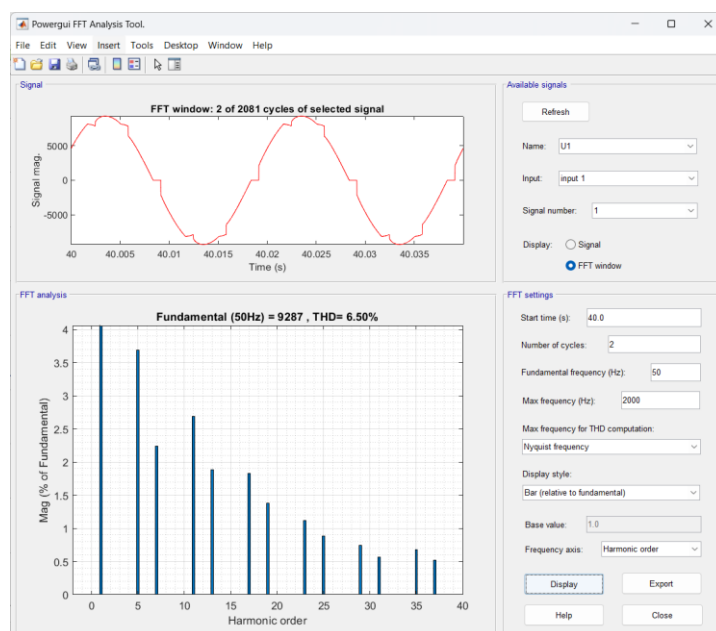 Powergui FFT Analysis Tool.
File Edit View Insert Tools Desktop Window Help
Signal
FFT window: 2 of 2081 cycles of selected signal
5000
0
-5000
Signal mag.
40 40.005 40.01 40.015 40.02 40.025 40.03 40.035
Time (s)
Available signals
Refresh
Name: U1
Input: input 1
Signal number: 1
Display: Signal
FFT window
FFT analysis
Fundamental (50Hz) = 9287 , THD= 6.50%
4
3.5
3
2.5
2
1.5
1
0.5
0
Mag (% of Fundamental)
0 5 10 15 20 25 30 35 40
Harmonic order
FFT settings
Start time (s): 40.0
Number of cycles: 2
Fundamental frequency (Hz): 50
Max frequency (Hz): 2000
Max frequency for THD computation:
Nyquist frequency
Display style:
Bar (relative to fundamental)
Base value: 1.0
Frequency axis: Harmonic order
Display Export
Help Close